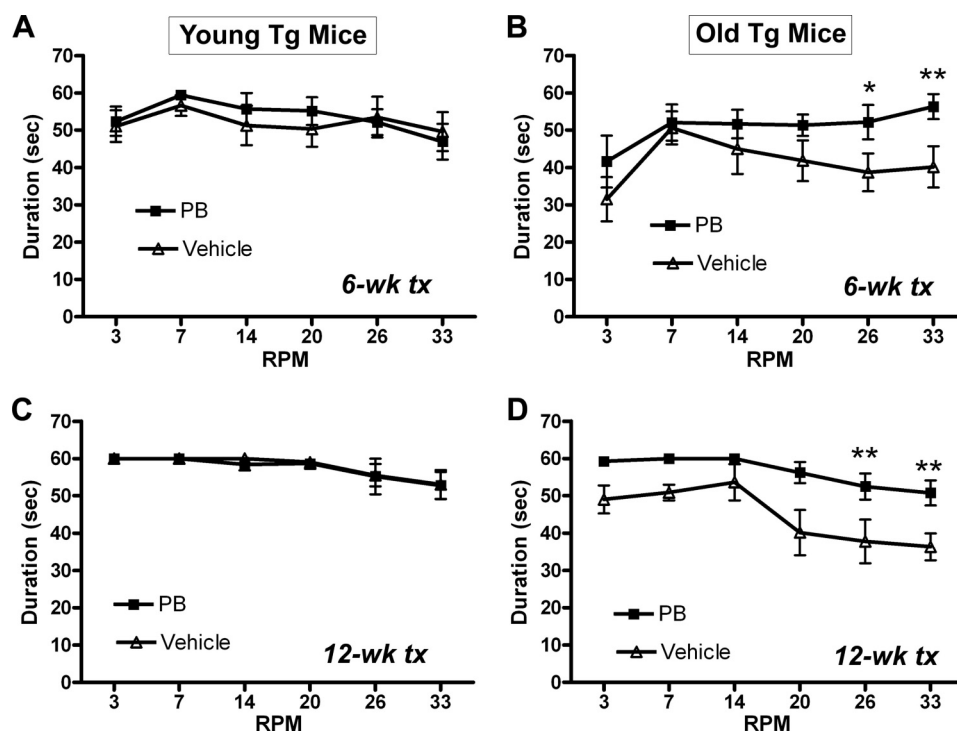 A
Young Tg Mice
70
60
50
40
30
20
10
0
Duration (sec)
PB
Vehicle
6-wk tx
3 7 14 20 26 33
RPM
B
Old Tg Mice
70
60
50
40
30
20
10
0
Duration (sec)
* **
PB
Vehicle
6-wk tx
3 7 14 20 26 33
RPM
C
70
60
50
40
30
20
10
0
Duration (sec)
PB
Vehicle
12-wk tx
3 7 14 20 26 33
RPM
D
70
60
50
40
30
20
10
0
Duration (sec)
** **
PB
Vehicle
12-wk tx
3 7 14 20 26 33
RPM